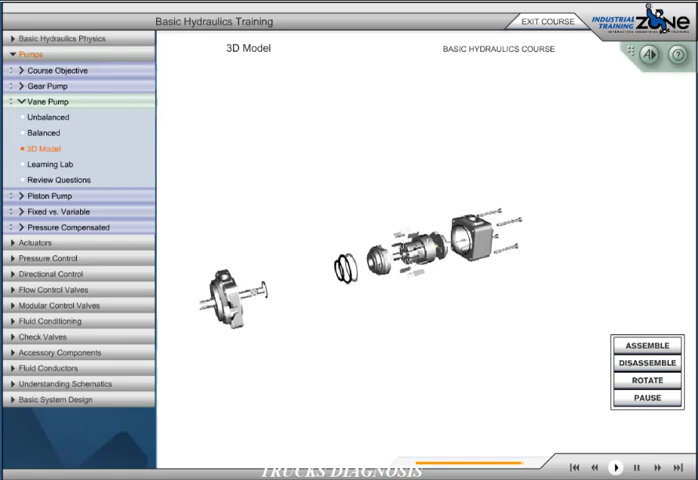 Basic Hydraulics Training
EXIT COURSE
INDUSTRIAL
TRAINING
ZONE
3D Model
BASIC HYDRAULICS COURSE
Basic Hydraulics Physics
Pumps
Course Objective
Gear Pump
Vane Pump
Unbalanced
Balanced
3D Model
Learning Lab
Review Questions
Piston Pump
Fixed vs. Variable
Pressure Compensated
Actuators
Pressure Control
Directional Control
Flow Control Valves
Modular Control Valves
Fluid Conditioning
Check Valves
Accessory Components
Fluid Conductors
Understanding Schematics
Basic System Design
ASSEMBLE
DISASSEMBLE
ROTATE
PAUSE
TRUCKS DIAGNOSIS